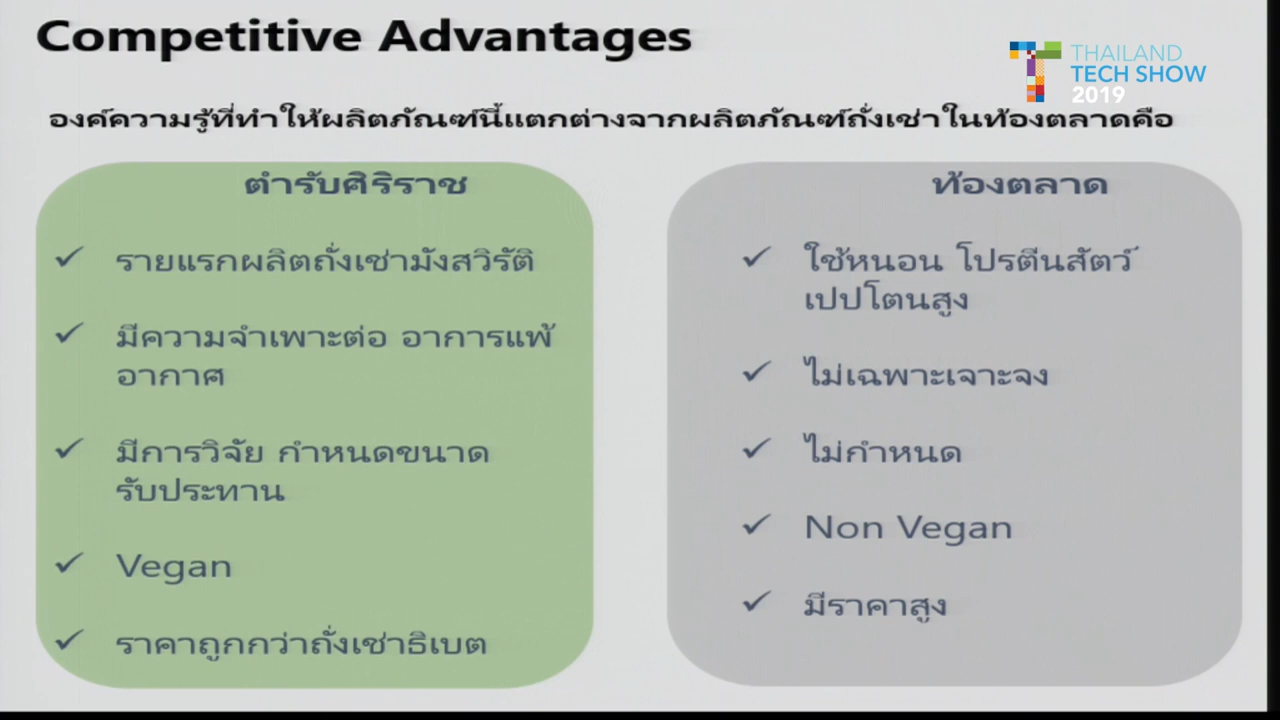 Competitive Advantages
THAILAND
TECH SHOW
2019
องค์ความรู้ที่ทำให้ผลิตภัณฑ์นี้แตกต่างจากผลิตภัณฑ์ถั่งเช่าในท้องตลาดคือ
ตำรับศิริราช
รายแรกผลิตถั่งเช่ามังสวิรัติ
มีความจำเพาะต่อ อาการแพ้
อากาศ
มีการวิจัย กำหนดขนาด
รับประทาน
Vegan
ราคาถูกกว่าถั่งเช่าธิเบต
ท้องตลาด
ใช้หนอน โปรตีนสัตว์
เปปโตนสูง
ไม่เฉพาะเจาะจง
ไม่กำหนด
Non Vegan
มีราคาสูง